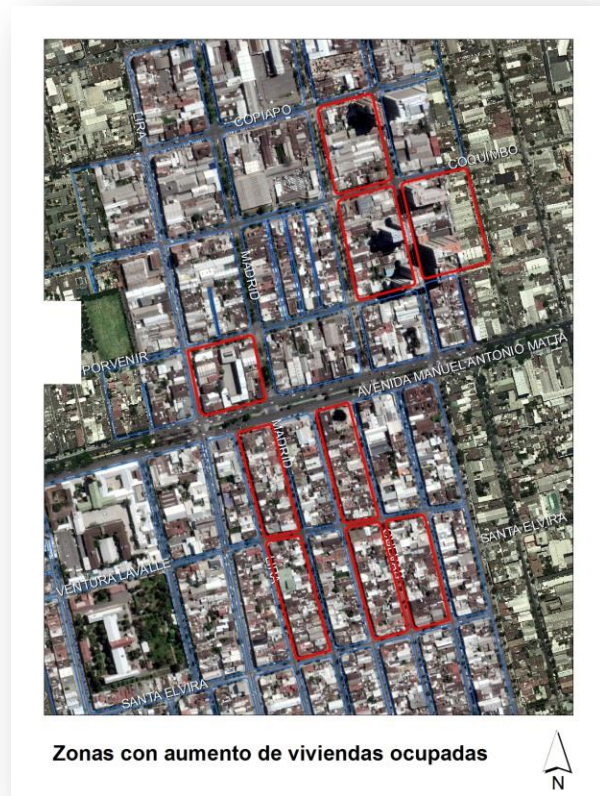 LIRA
COPIAPO
COQUIMBO
MADRID
PORVENIR
AVENIDA MANUEL ANTONIO MATTA
MADRID
SANTA ELVIRA
VENTURA LAVALLE
SANTA ELVIRA
Zonas con aumento de viviendas ocupadas
N